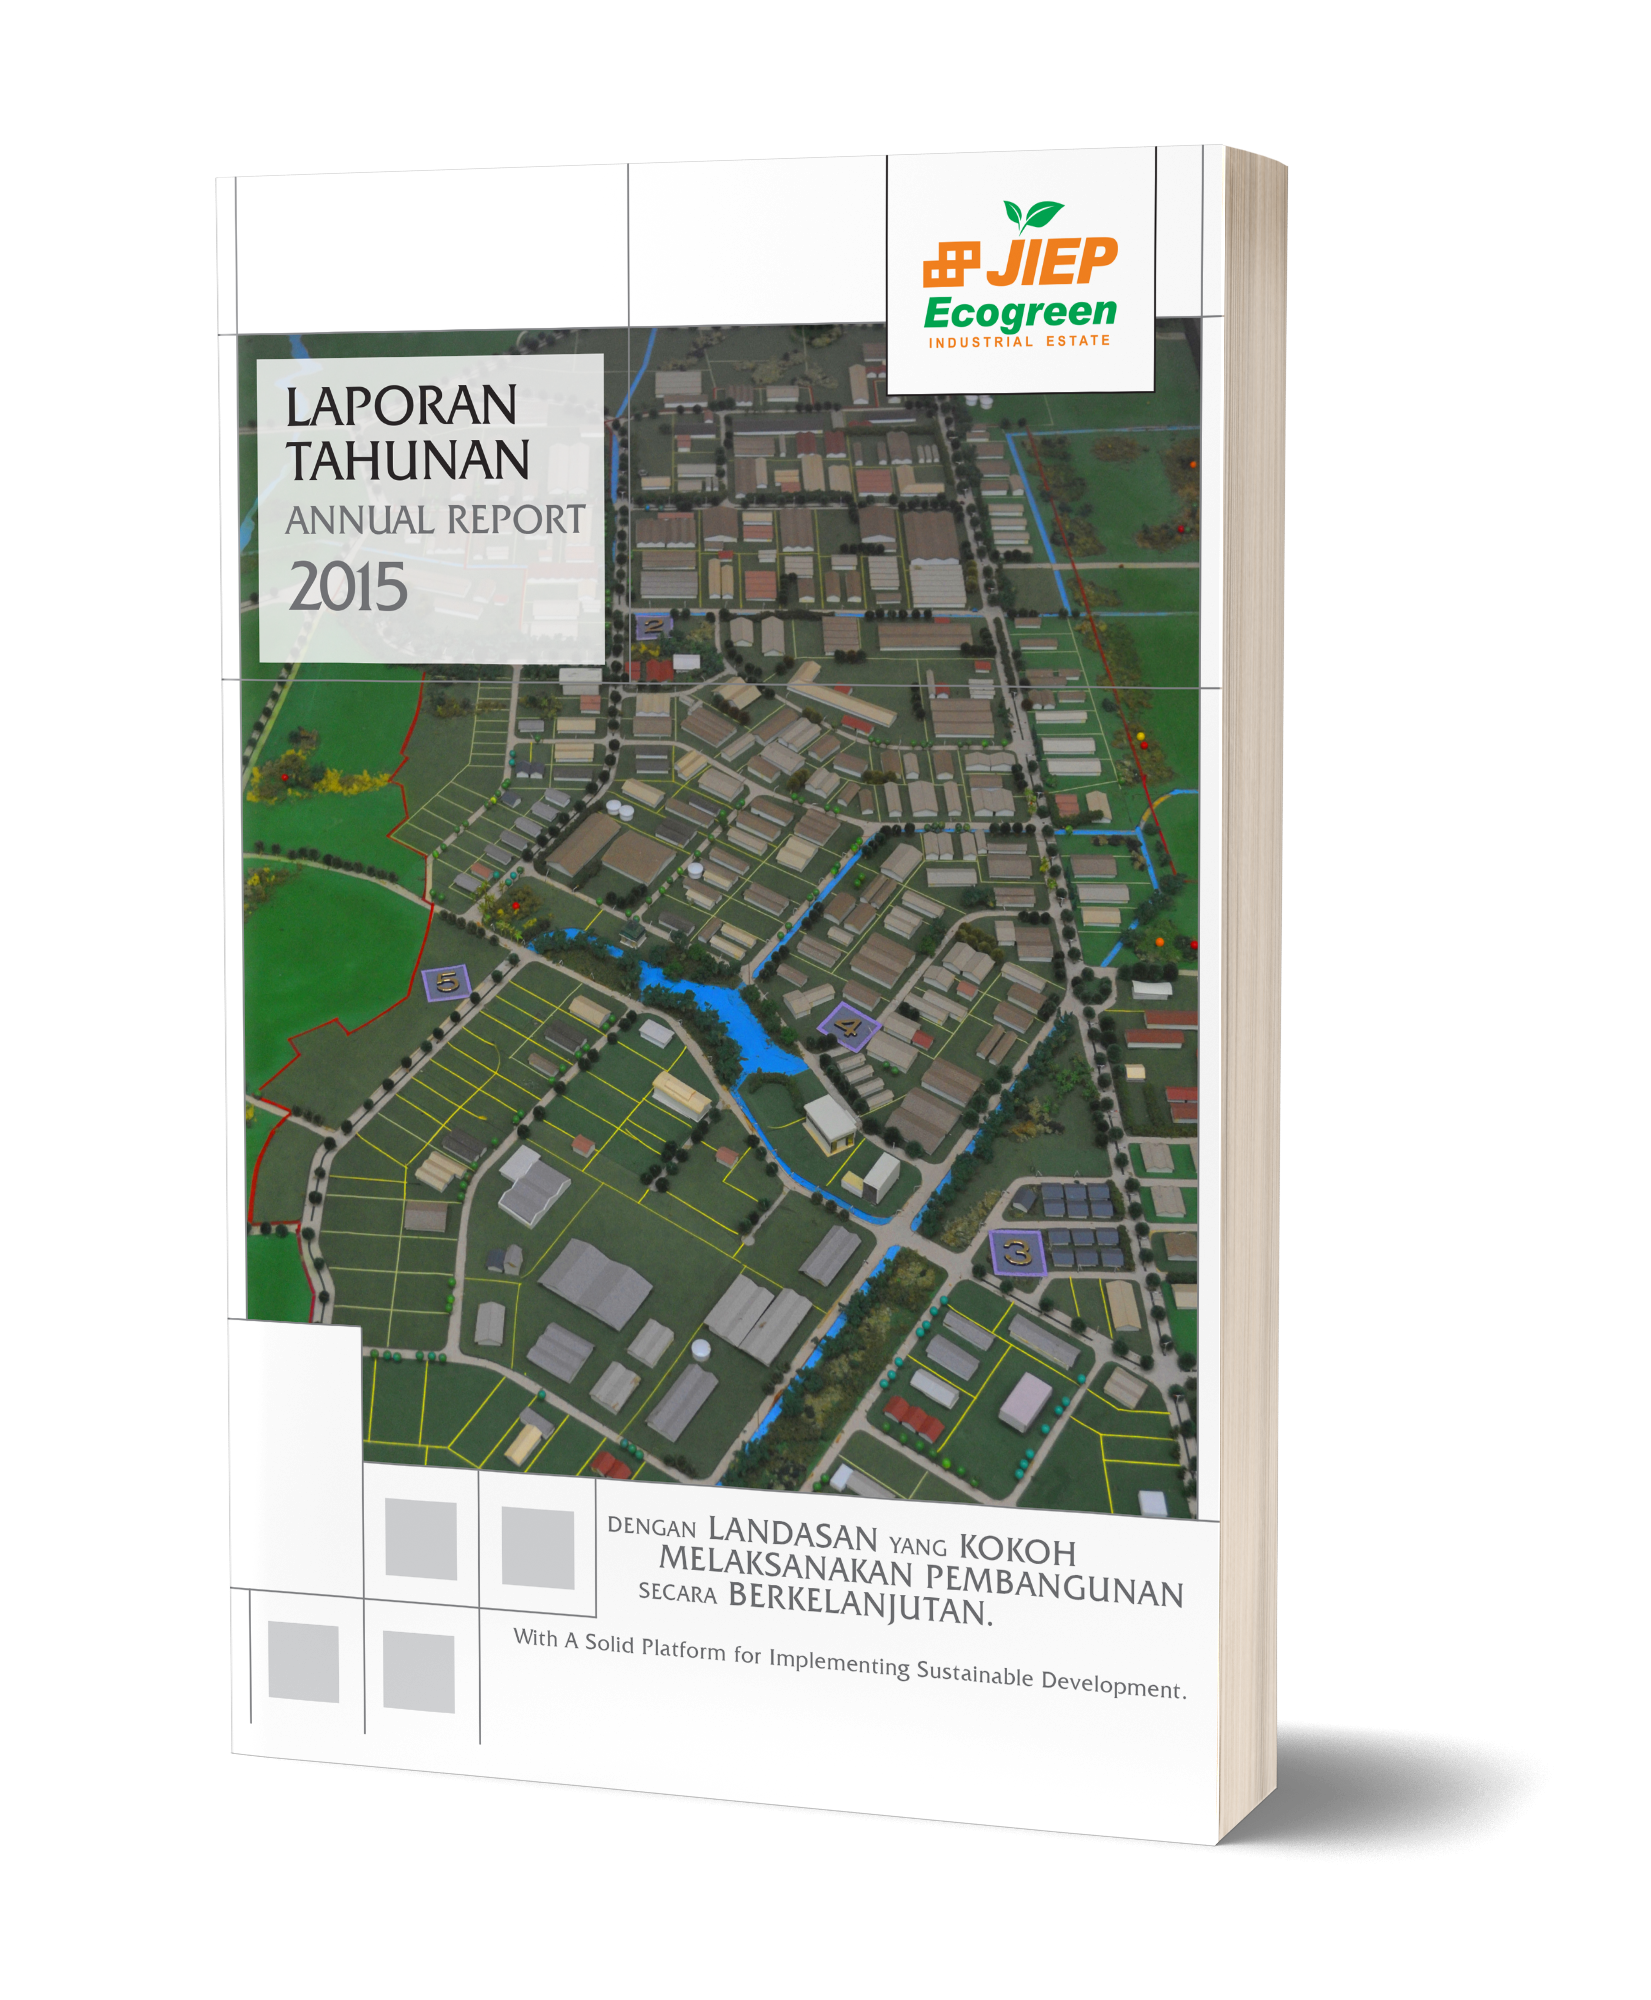 JIEP
Ecogreen
INDUSTRIAL ESTATE
LAPORAN
TAHUNAN
ANNUAL REPORT
2015
2
5
4
3
DENGAN LANDASAN YANG KOKOH
MELAKSANAKAN PEMBANGUNAN
SECARA BERKELANJUTAN.
With A Solid Platform for Implementing Sustainable Development.